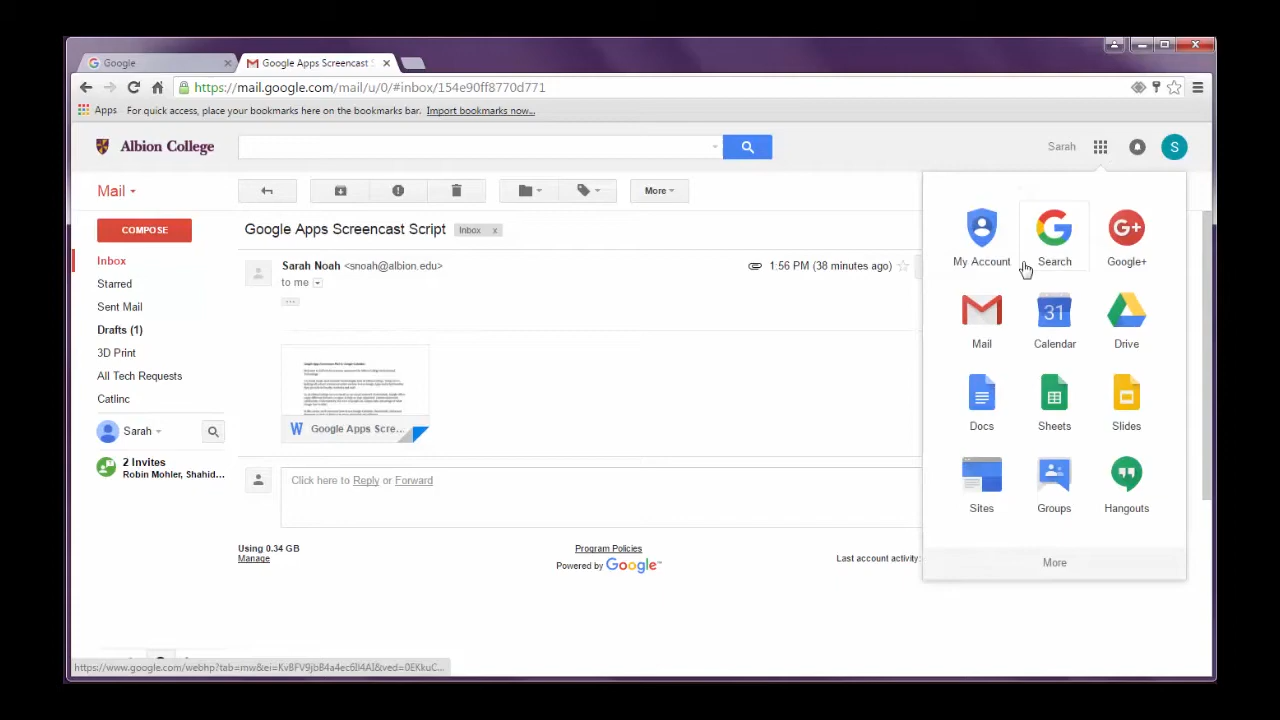 Google
Google Apps Screencast S
https://mail.google.com/mail/u/0/#inbox/154e90ff8770d771
Apps For quick access, place your bookmarks here on the bookmarks bar. Import bookmarks now...
Albion College
Sarah
S
Mail
More
COMPOSE
Google Apps Screencast Script
Inbox x
Inbox
Starred
Sent Mail
Drafts (1)
3D Print
All Tech Requests
Catlinc
Sarah Noah <snoah@albion.edu>
1:56 PM (38 minutes ago)
to me
...
W Google Apps Scre...
Sarah
2 Invites
Robin Mohler, Shahid...
Click here to Reply or Forward
Using 0.34 GB
Manage
Program Policies
Powered by Google™
Last account activity:
My Account
Search
G+
Google+
Mail
31
Calendar
Drive
Docs
Sheets
Slides
Sites
Groups
Hangouts
More